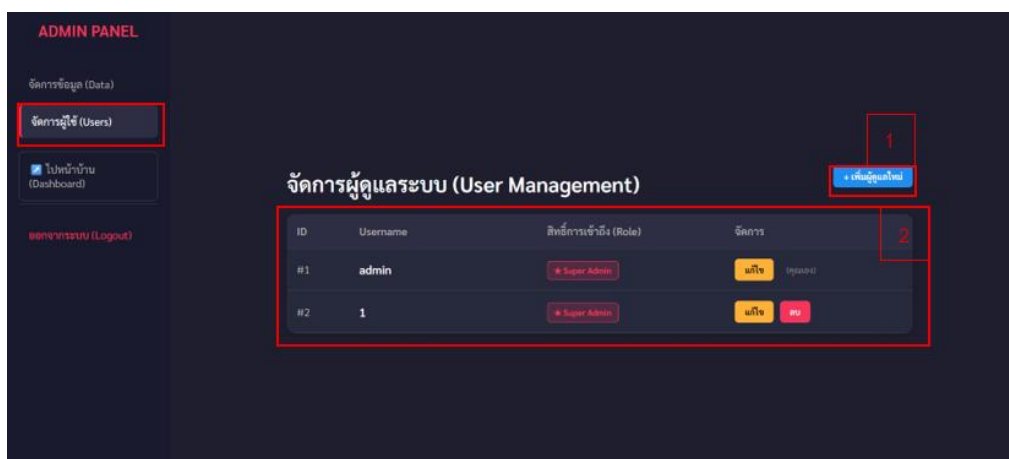 ADMIN PANEL
จัดการข้อมูล (Data)
จัดการผู้ใช้ (Users)
ไปหน้าบ้าน
(Dashboard)
ออกจากระบบ (Logout)
1
จัดการผู้ดูแลระบบ (User Management)
+ เพิ่มผู้ดูแลใหม่
2
ID Username สิทธิ์การเข้าถึง (Role) จัดการ
#1 admin ★ Super Admin แก้ไข (คุณเอง)
#2 1 ★ Super Admin แก้ไข ลบ